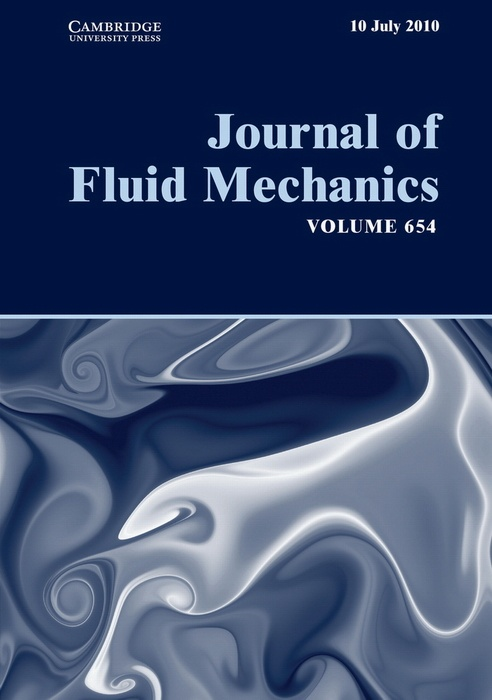 CAMBRIDGE
UNIVERSITY PRESS
10 July 2010
Journal of
Fluid Mechanics
VOLUME 654